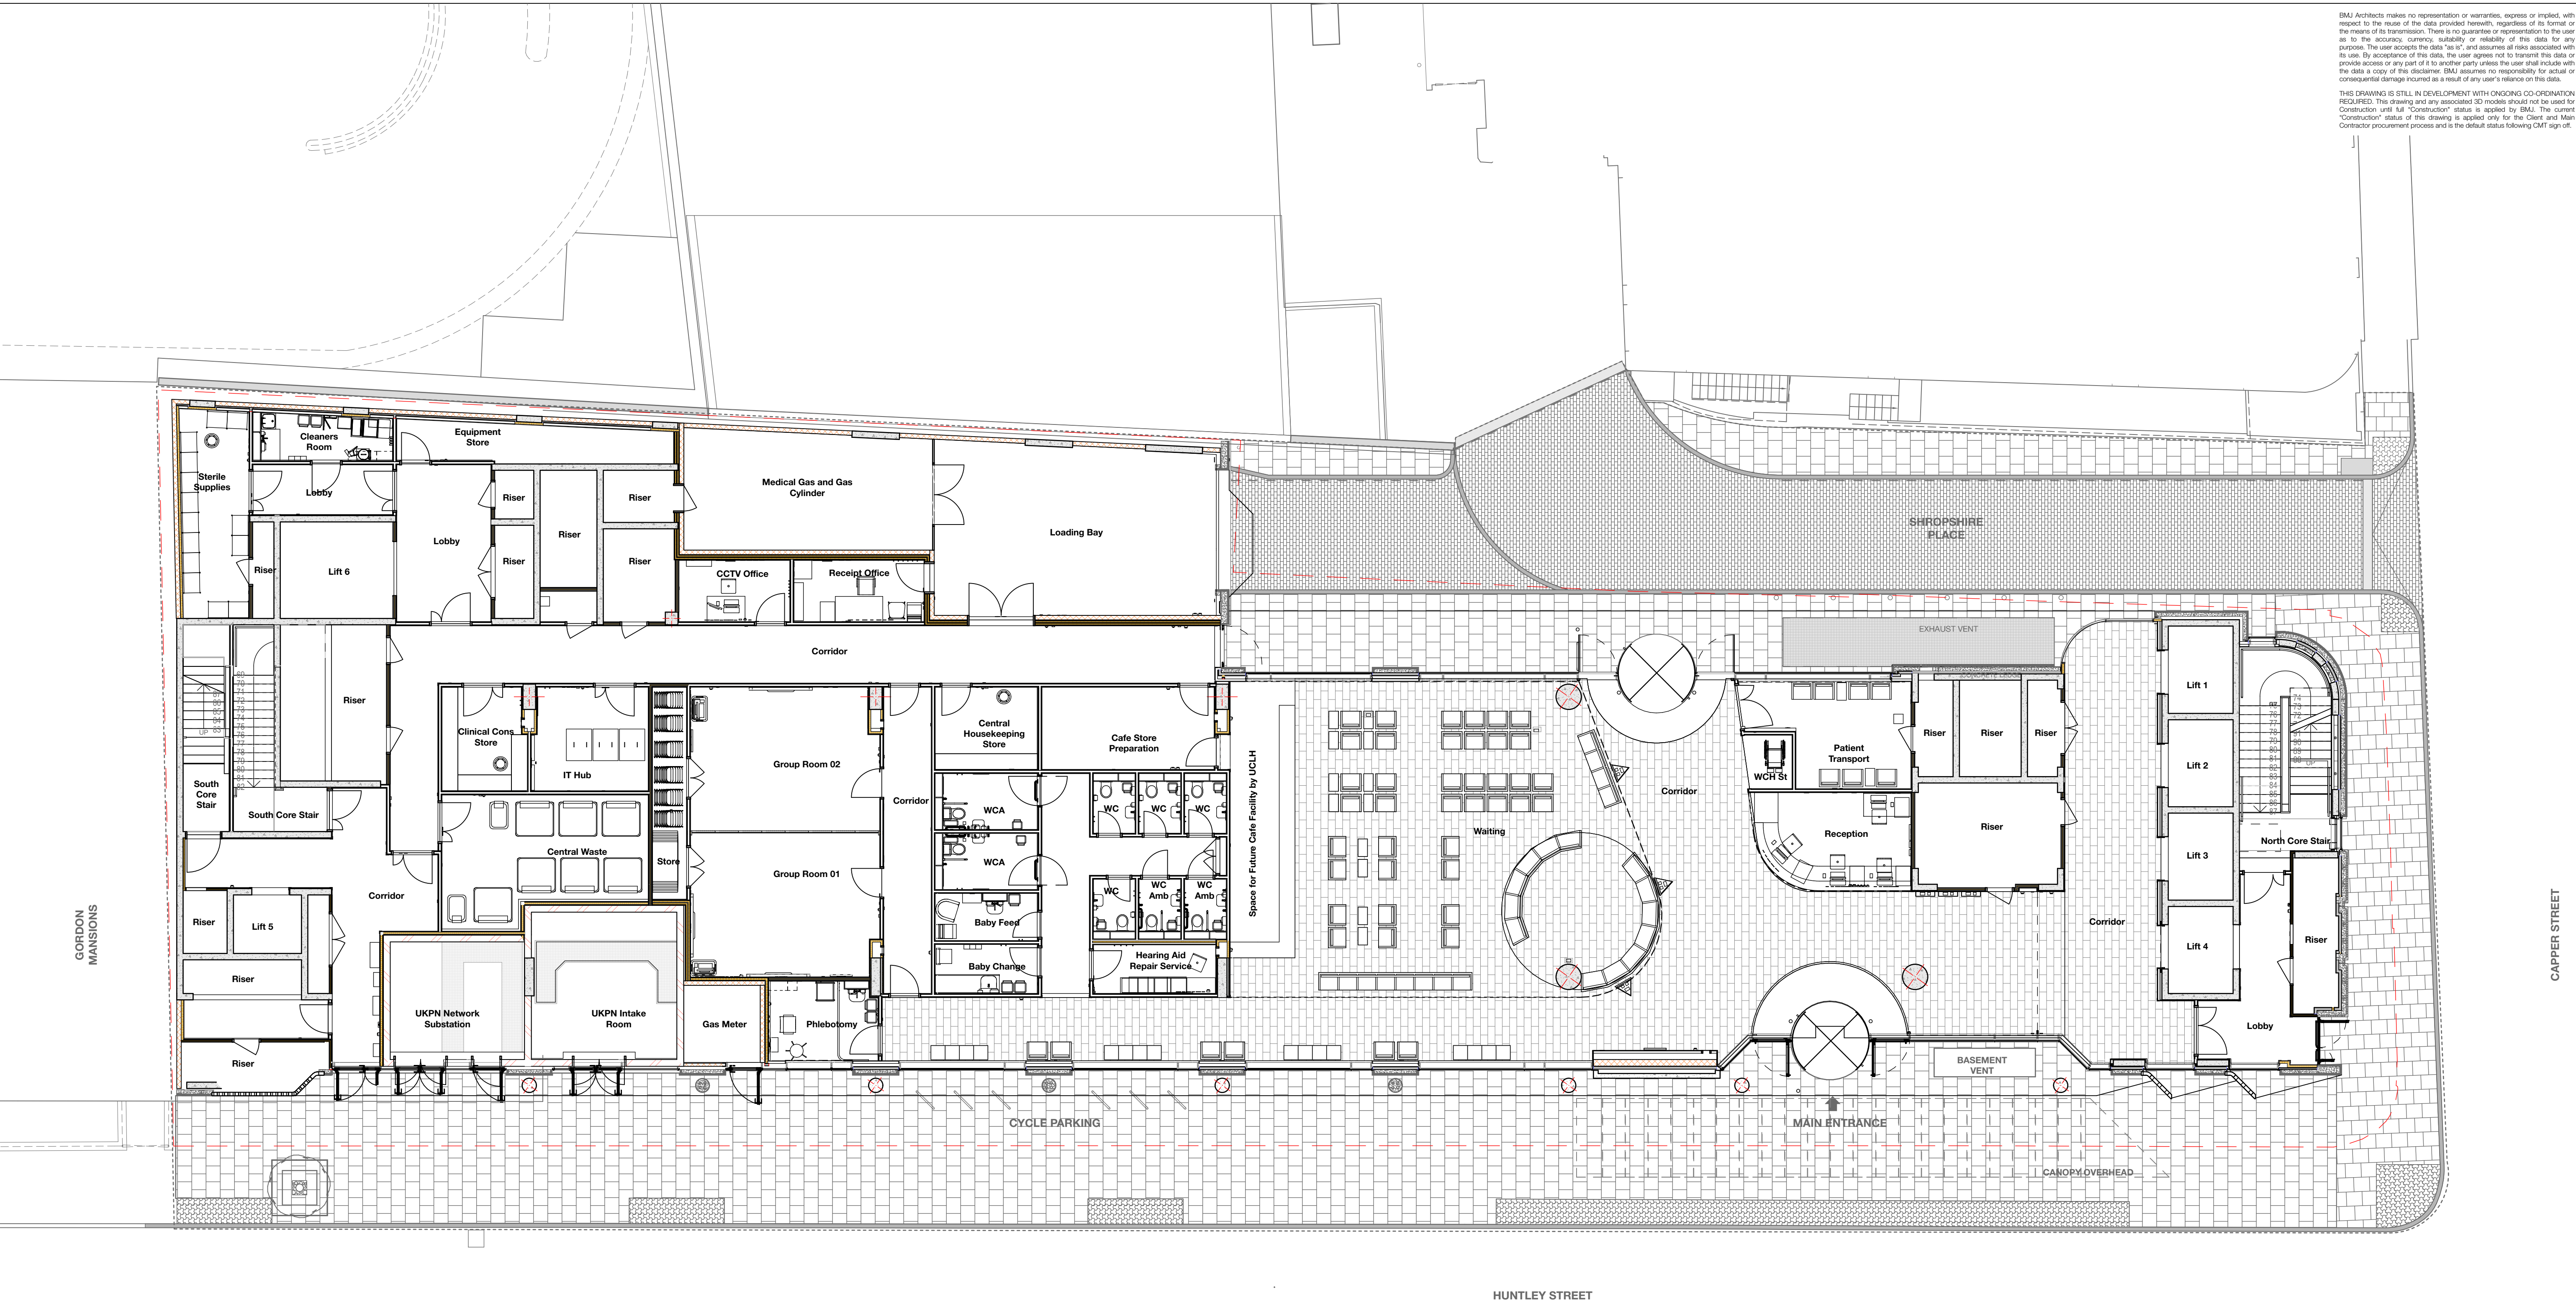 BMJ Architects makes no representation or warranties, express or implied, with
respect to the reuse of the data provided herewith, regardless of its format or
the means of its transmission. There is no guarantee or representation to the user
as to the accuracy, currency, suitability or reliability of this data for any
purpose. The user accepts the data "as is", and assumes all risks associated with
its use. By acceptance of this data, the user agrees not to transmit this data or
provide access or any part of it to another party unless the user shall include with
the data a copy of this disclaimer. BMJ assumes no responsibility for actual or
consequential damage incurred as a result of any user's reliance on this data.
THIS DRAWING IS STILL IN DEVELOPMENT WITH ONGOING CO-ORDINATION
REQUIRED. This drawing and any associated 3D models should not be used for
Construction until full "Construction" status is applied by BMJ. The current
"Construction" status of this drawing is applied only for the Client and Main
Contractor procurement process and is the default status following CMT sign off.
Cleaners
Room
Equipment
Store
Sterile
Supplies
Lobby
Riser
Riser
Medical Gas and Gas
Cylinder
Loading Bay
SHROPSHIRE
PLACE
Lobby
Riser
Riser
Riser
Riser
Lift 6
CCTV Office
Receipt Office
EXHAUST VENT
Corridor
Riser
Lift 1
UP
South
Core
Stair
South Core Stair
Clinical Cons
Store
IT Hub
Group Room 02
Central
Housekeeping
Store
Cafe Store
Preparation
Space for Future Cafe Facility by UCLH
Patient
Transport
WCH St
Riser
Riser
Riser
Lift 2
UP
Corridor
Corridor
WCA
WC
WC
WC
Waiting
Reception
Riser
North Core Stair
Central Waste
Store
WCA
Lift 3
Group Room 01
Corridor
WC
WC
Amb
WC
Amb
Riser
Lift 5
Baby Feed
Corridor
Lift 4
Riser
Hearing Aid
Repair Service
Baby Change
Riser
UKPN Network
Substation
UKPN Intake
Room
Gas Meter
Phlebotomy
Lobby
Riser
BASEMENT
VENT
CYCLE PARKING
MAIN ENTRANCE
CANOPY OVERHEAD
GORDON
MANSIONS
CAPPER STREET
HUNTLEY STREET